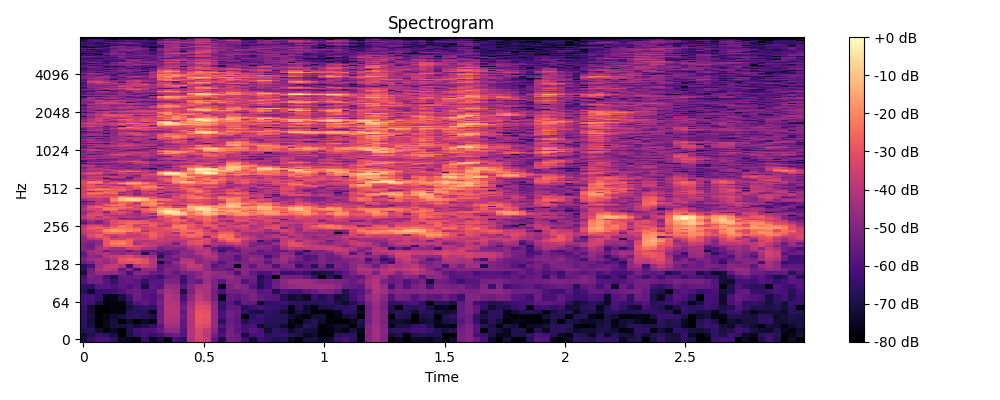 Spectrogram
Hz
4096
2048
1024
512
256
128
64
0
0
0.5
1
1.5
2
2.5
Time
+0 dB
-10 dB
-20 dB
-30 dB
-40 dB
-50 dB
-60 dB
-70 dB
-80 dB